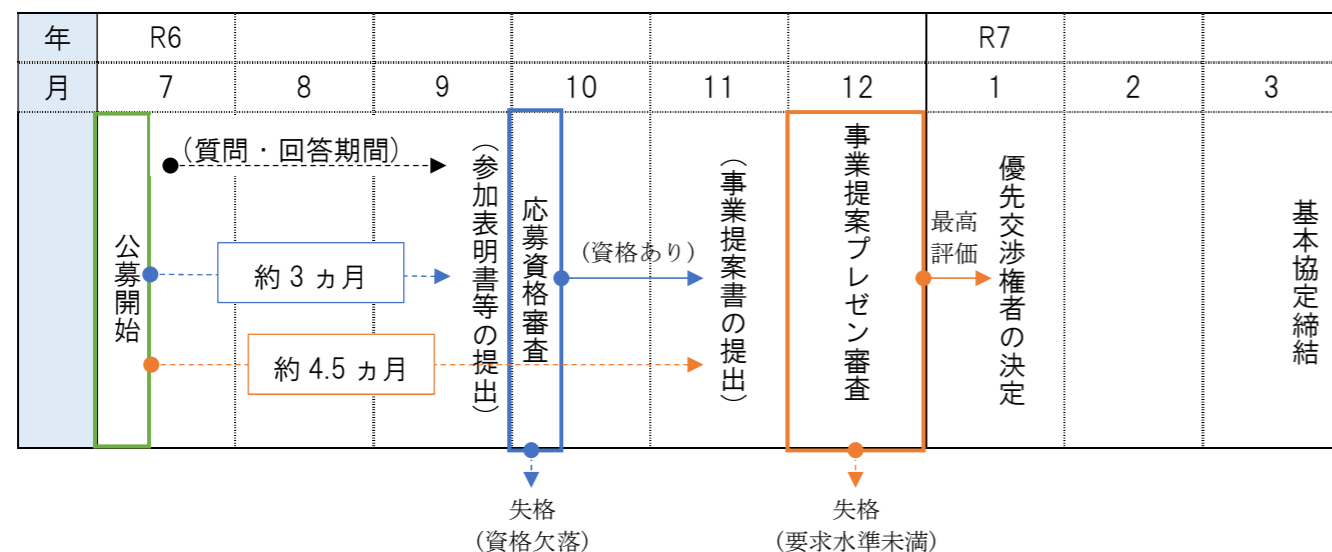 年 R6 R7
月 7 8 9 10 11 12 1 2 3
(質問・回答期間)
公募開始
約 3 ヵ月
約 4.5 ヵ月
(参加表明書等の提出)
応募資格審査
(資格あり)
(事業提案書の提出)
事業提案プレゼン審査
最高
評価
優先交渉権者の決定
基本協定締結
失格
(資格欠落)
失格
(要求水準未満)